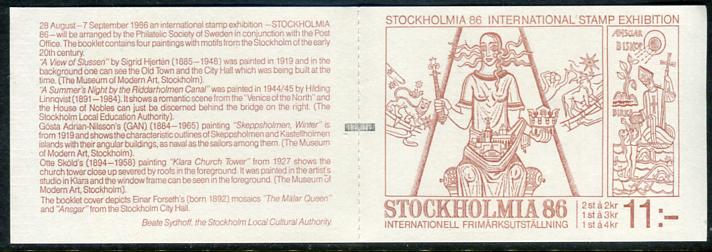 28 August—7 September 1986 an international stamp exhibition —STOCKHOLMIA
86— will be arranged by the Philatelic Society of Sweden in conjunction with the Post
Office. The booklet contains four paintings with motifs from the Stockholm of the early
20th century.
"A View of Slussen" by Sigrid Hjertén (1885–1948) was painted in 1919 and in the
background one can see the Old Town and the City Hall which was being built at the
time. (The Museum of Modern Art, Stockholm).
"A Summer's Night by the Riddarholmen Canal" was painted in 1944/45 by Hilding
Linnqvist (1891–1984). It shows a romantic scene from the "Venice of the North" and
the House of Nobles can just be discerned behind the bridge on the right. (The
Stockholm Local Education Authority).
Gösta Adrian-Nilsson's (GAN) (1884–1965) painting "Skeppsholmen, Winter" is
from 1919 and shows the characteristic outlines of Skeppsholmen and Kastellholmen
islands with their angular buildings, as naval as the sailors among them. (The Museum
of Modern Art, Stockholm).
Otte Sköld's (1894–1958) painting "Klara Church Tower" from 1927 shows the
church tower close up severed by roofs in the foreground. It was painted in the artist's
studio in Klara and the window frame can be seen in the foreground. (The Museum of
Modern Art, Stockholm).
The booklet cover depicts Einar Forseth's (born 1892) mosaics "The Mälar Queen"
and "Ansgar" from the Stockholm City Hall.
Beate Sydhoff, the Stockholm Local Cultural Authority.
STOCKHOLMIA 86 INTERNATIONAL STAMP EXHIBITION
ANSGAR
BISHOP
BIRKA
STOCKHOLMIA 86
INTERNATIONELL FRIMÄRKSUTSTÄLLNING
2 st à 2kr
1 st à 3kr
1 st à 4kr
11:–